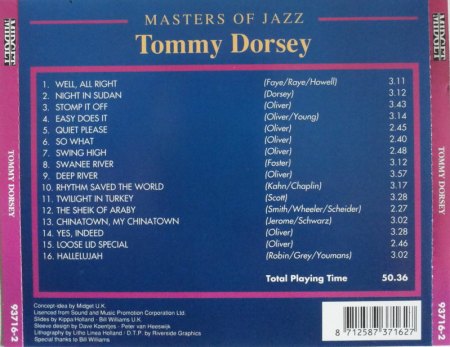 MASTERS OF JAZZ
Tommy Dorsey
1. WELL, ALL RIGHT (Faye/Raye/Howell) 3.11
2. NIGHT IN SUDAN (Dorsey) 3.12
3. STOMP IT OFF (Oliver) 3.43
4. EASY DOES IT (Oliver/Young) 3.14
5. QUIET PLEASE (Oliver) 2.45
6. SO WHAT (Oliver) 2.40
7. SWING HIGH (Oliver) 2.48
8. SWANEE RIVER (Foster) 3.12
9. DEEP RIVER (Oliver) 3.57
10. RHYTHM SAVED THE WORLD (Kahn/Chaplin) 3.17
11. TWILIGHT IN TURKEY (Scott) 3.28
12. THE SHEIK OF ARABY (Smith/Wheeler/Scheider) 2.27
13. CHINATOWN, MY CHINATOWN (Jerome/Schwarz) 3.02
14. YES, INDEED (Oliver) 3.28
15. LOOSE LID SPECIAL (Oliver) 2.46
16. HALLELUJAH (Robin/Grey/Youmans) 3.02
Total Playing Time 50.36
Concept-idea by Midget U.K.
Lisenced from Sound and Music Promotion Corporation Ltd.
Slides by Kippa-Holland - Bill Williams U.K.
Sleeve design by Dave Koentjes - Peter van Heeswijk
Lithography by Litho Linea Holland - D.T.P. by Riverside Graphics
Special thanks to Bill Williams
8 712587 371627
MIDGET
TOMMY DORSEY
93716-2
MIDGET
TOMMY DORSEY
93716-2